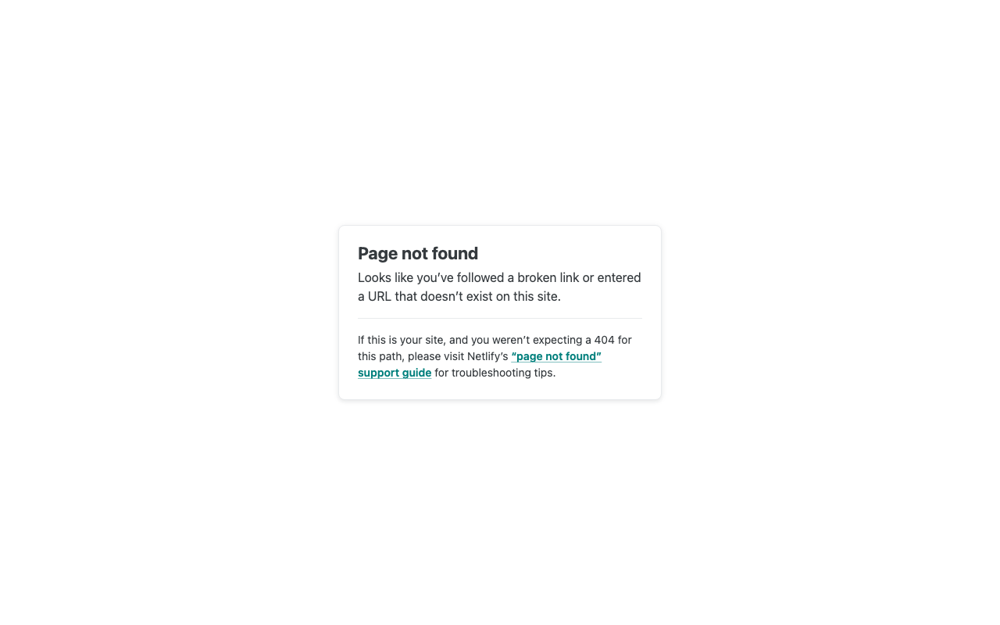 Page not found
Looks like you’ve followed a broken link or entered
a URL that doesn’t exist on this site.
If this is your site, and you weren’t expecting a 404 for
this path, please visit Netlify’s “page not found”
support guide for troubleshooting tips.